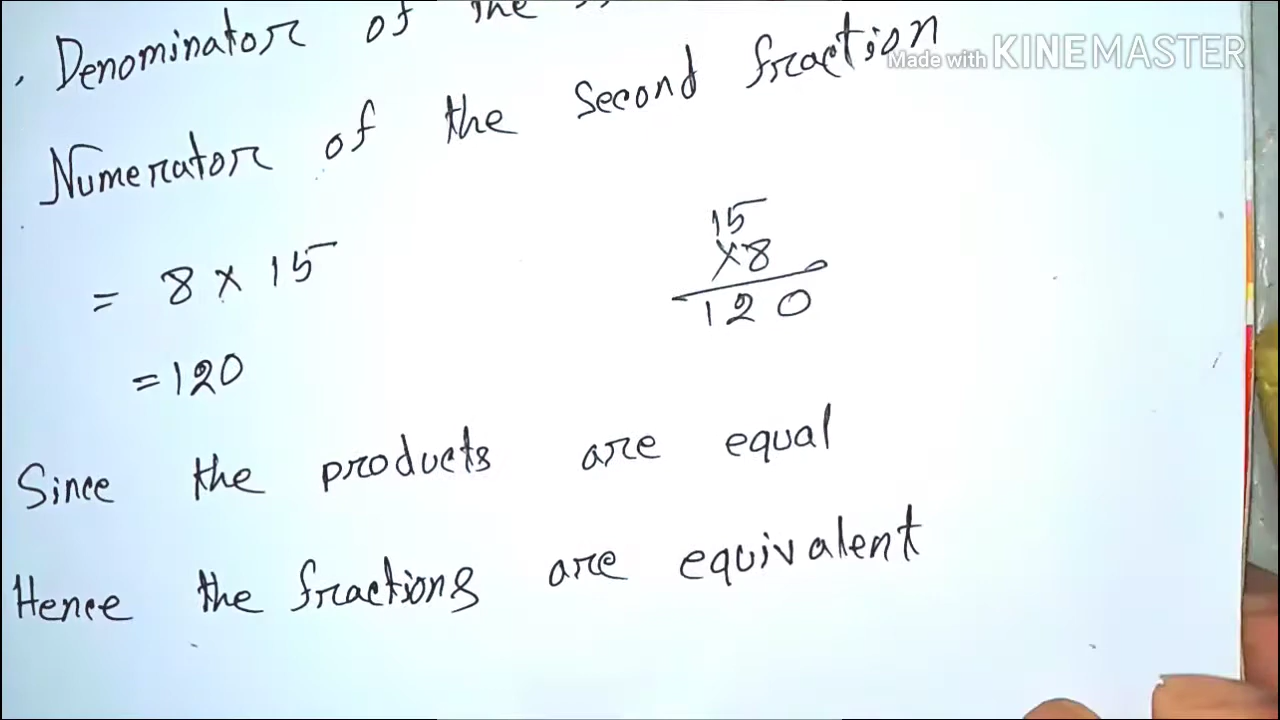 Denominator of the
Made with KINEMASTER
Numerator of the second fraction
= 8 × 15
15
×8
120
= 120
Since the products are equal
Hence the fractions are equivalent